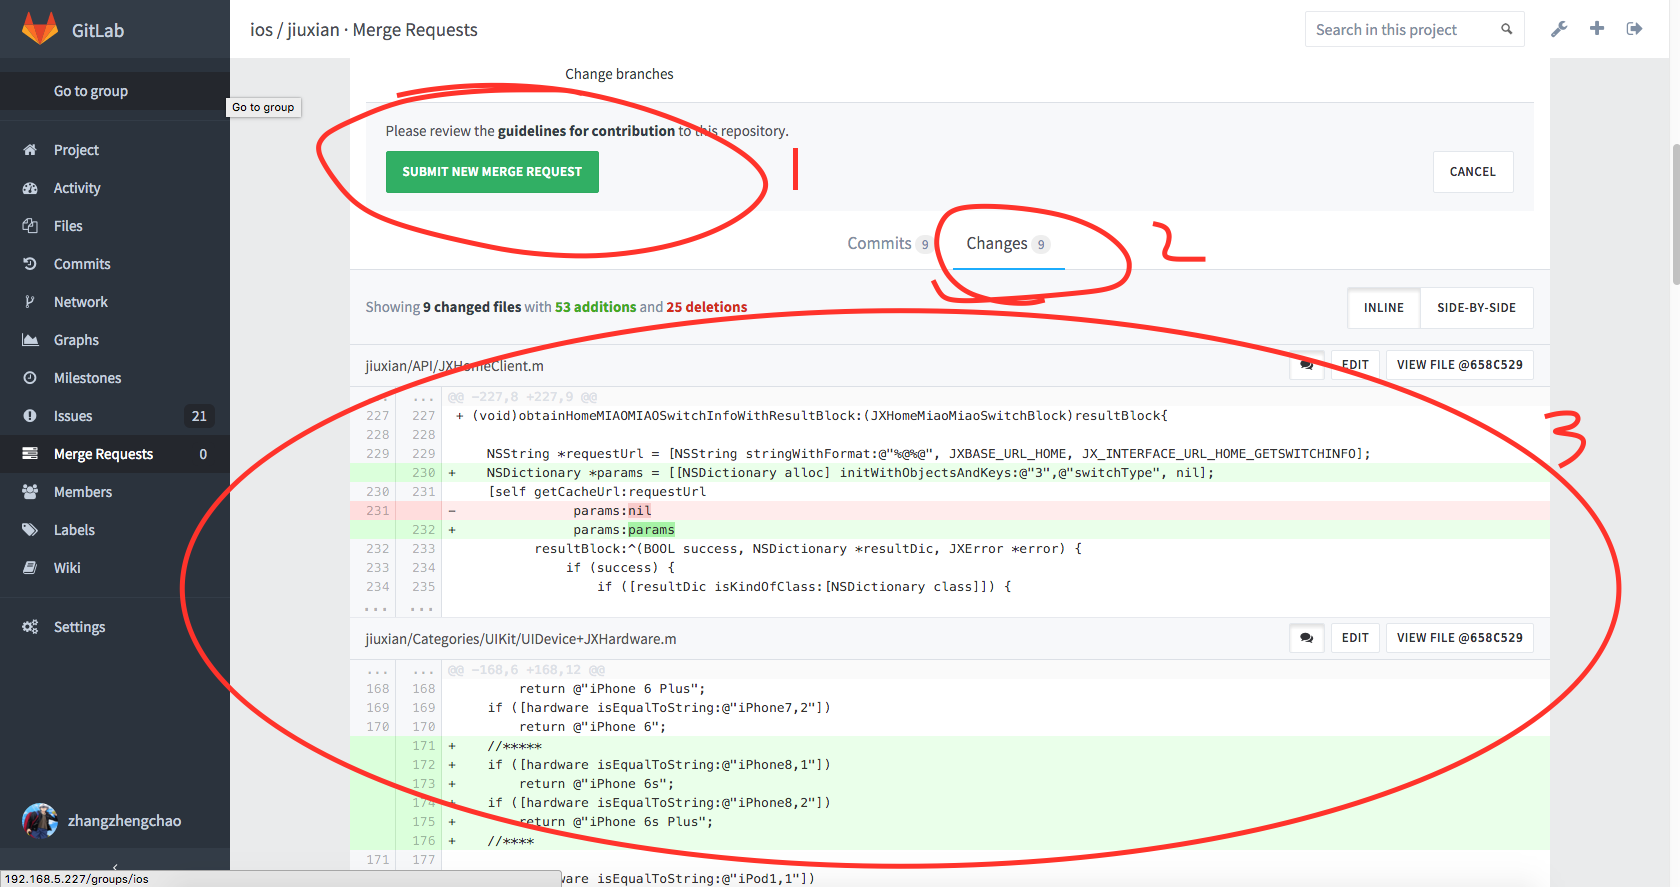 GitLab
ios / jiuxian · Merge Requests
Search in this project
Go to group
Go to group
Project
Activity
Files
Commits
Network
Graphs
Milestones
Issues 21
Merge Requests 0
Members
Labels
Wiki
Settings
zhangzhengchao
192.168.5.227/groups/ios
Change branches
Please review the guidelines for contribution to this repository.
SUBMIT NEW MERGE REQUEST
CANCEL
1
Commits 9 Changes 9
2
Showing 9 changed files with 53 additions and 25 deletions
INLINE SIDE-BY-SIDE
3
jiuxian/API/JXHomeClient.m EDIT VIEW FILE @658C529
... ... @@ -227,8 +227,9 @@
227 227 + (void)obtainHomeMIAOMIAOSwitchInfoWithResultBlock:(JXHomeMiaoMiaoSwitchBlock)resultBlock{
228 228
229 229 NSString *requestUrl = [NSString stringWithFormat:@"%@%@", JXBASE_URL_HOME, JX_INTERFACE_URL_HOME_GETSWITCHINFO];
230 + NSDictionary *params = [[NSDictionary alloc] initWithObjectsAndKeys:@"3",@"switchType", nil];
230 231 [self getCacheUrl:requestUrl
231 - params:nil
232 + params:params
232 233 resultBlock:^(BOOL success, NSDictionary *resultDic, JXError *error) {
233 234 if (success) {
234 235 if ([resultDic isKindOfClass:[NSDictionary class]]) {
... ...
jiuxian/Categories/UIKit/UIDevice+JXHardware.m EDIT VIEW FILE @658C529
... ... @@ -168,6 +168,12 @@
168 168 return @"iPhone 6 Plus";
169 169 if ([hardware isEqualToString:@"iPhone7,2"])
170 170 return @"iPhone 6";
171 + //*****
172 + if ([hardware isEqualToString:@"iPhone8,1"])
173 + return @"iPhone 6s";
174 + if ([hardware isEqualToString:@"iPhone8,2"])
175 + return @"iPhone 6s Plus";
176 + //****
171 177
isEqualToString:@"iPod1,1"])